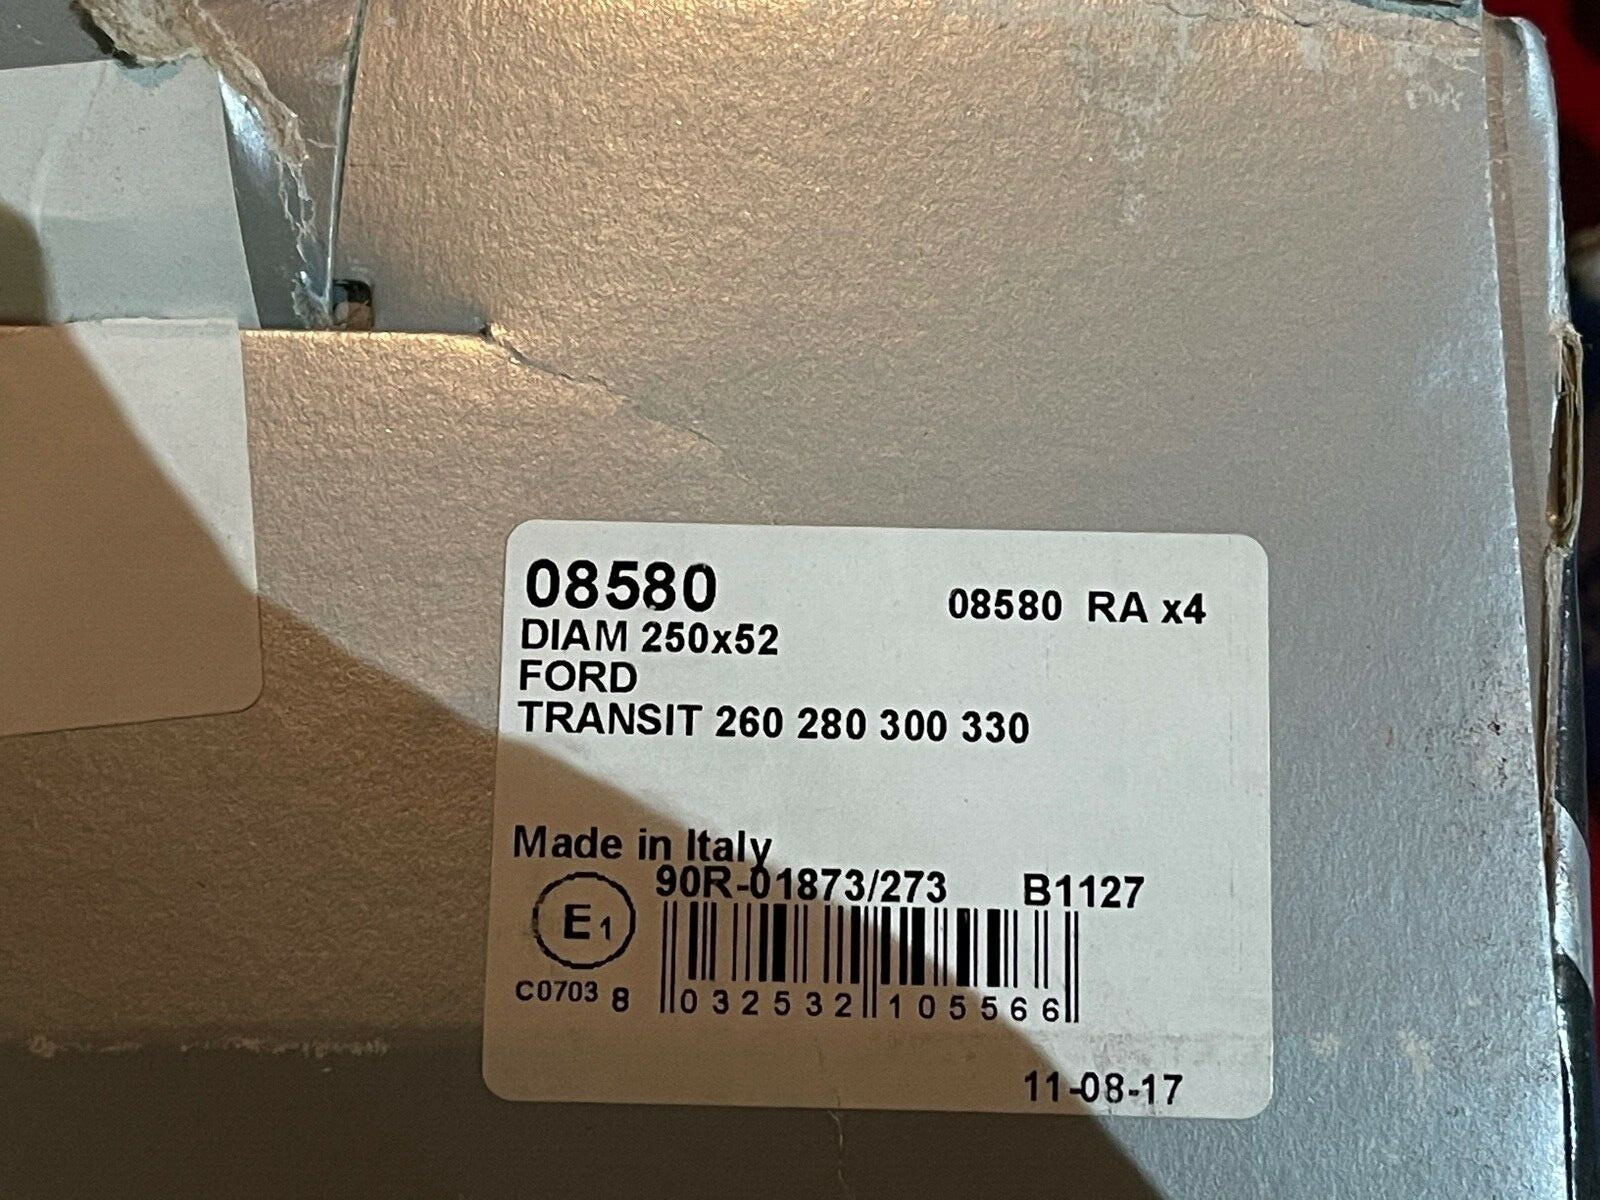 08580
08580 RA x4
DIAM 250x52
FORD
TRANSIT 260 280 300 330
Made in Italy
90R-01873/273 B1127
E1
C0703
8 032532 105566
11-08-17